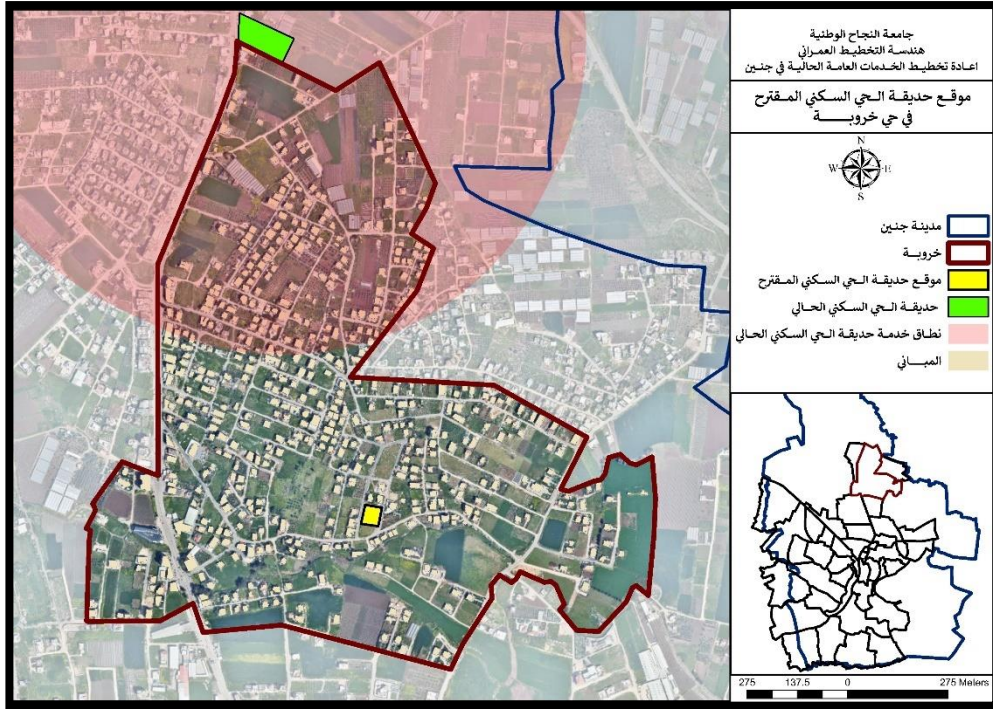 جامعة النجاح الوطنية
هندسة التخطيط العمراني
اعادة تخطيط الخدمات العامة الحالية في جنين
موقع حديقة الحي السكني المقترح
في حي خروبة
N
W E
S
مدينة جنين
خروبة
موقع حديقة الحي السكني المقترح
حديقة الحي السكني الحالي
نطاق خدمة حديقة الحي السكني الحالي
المباني
275 137.5 0 275 Meters